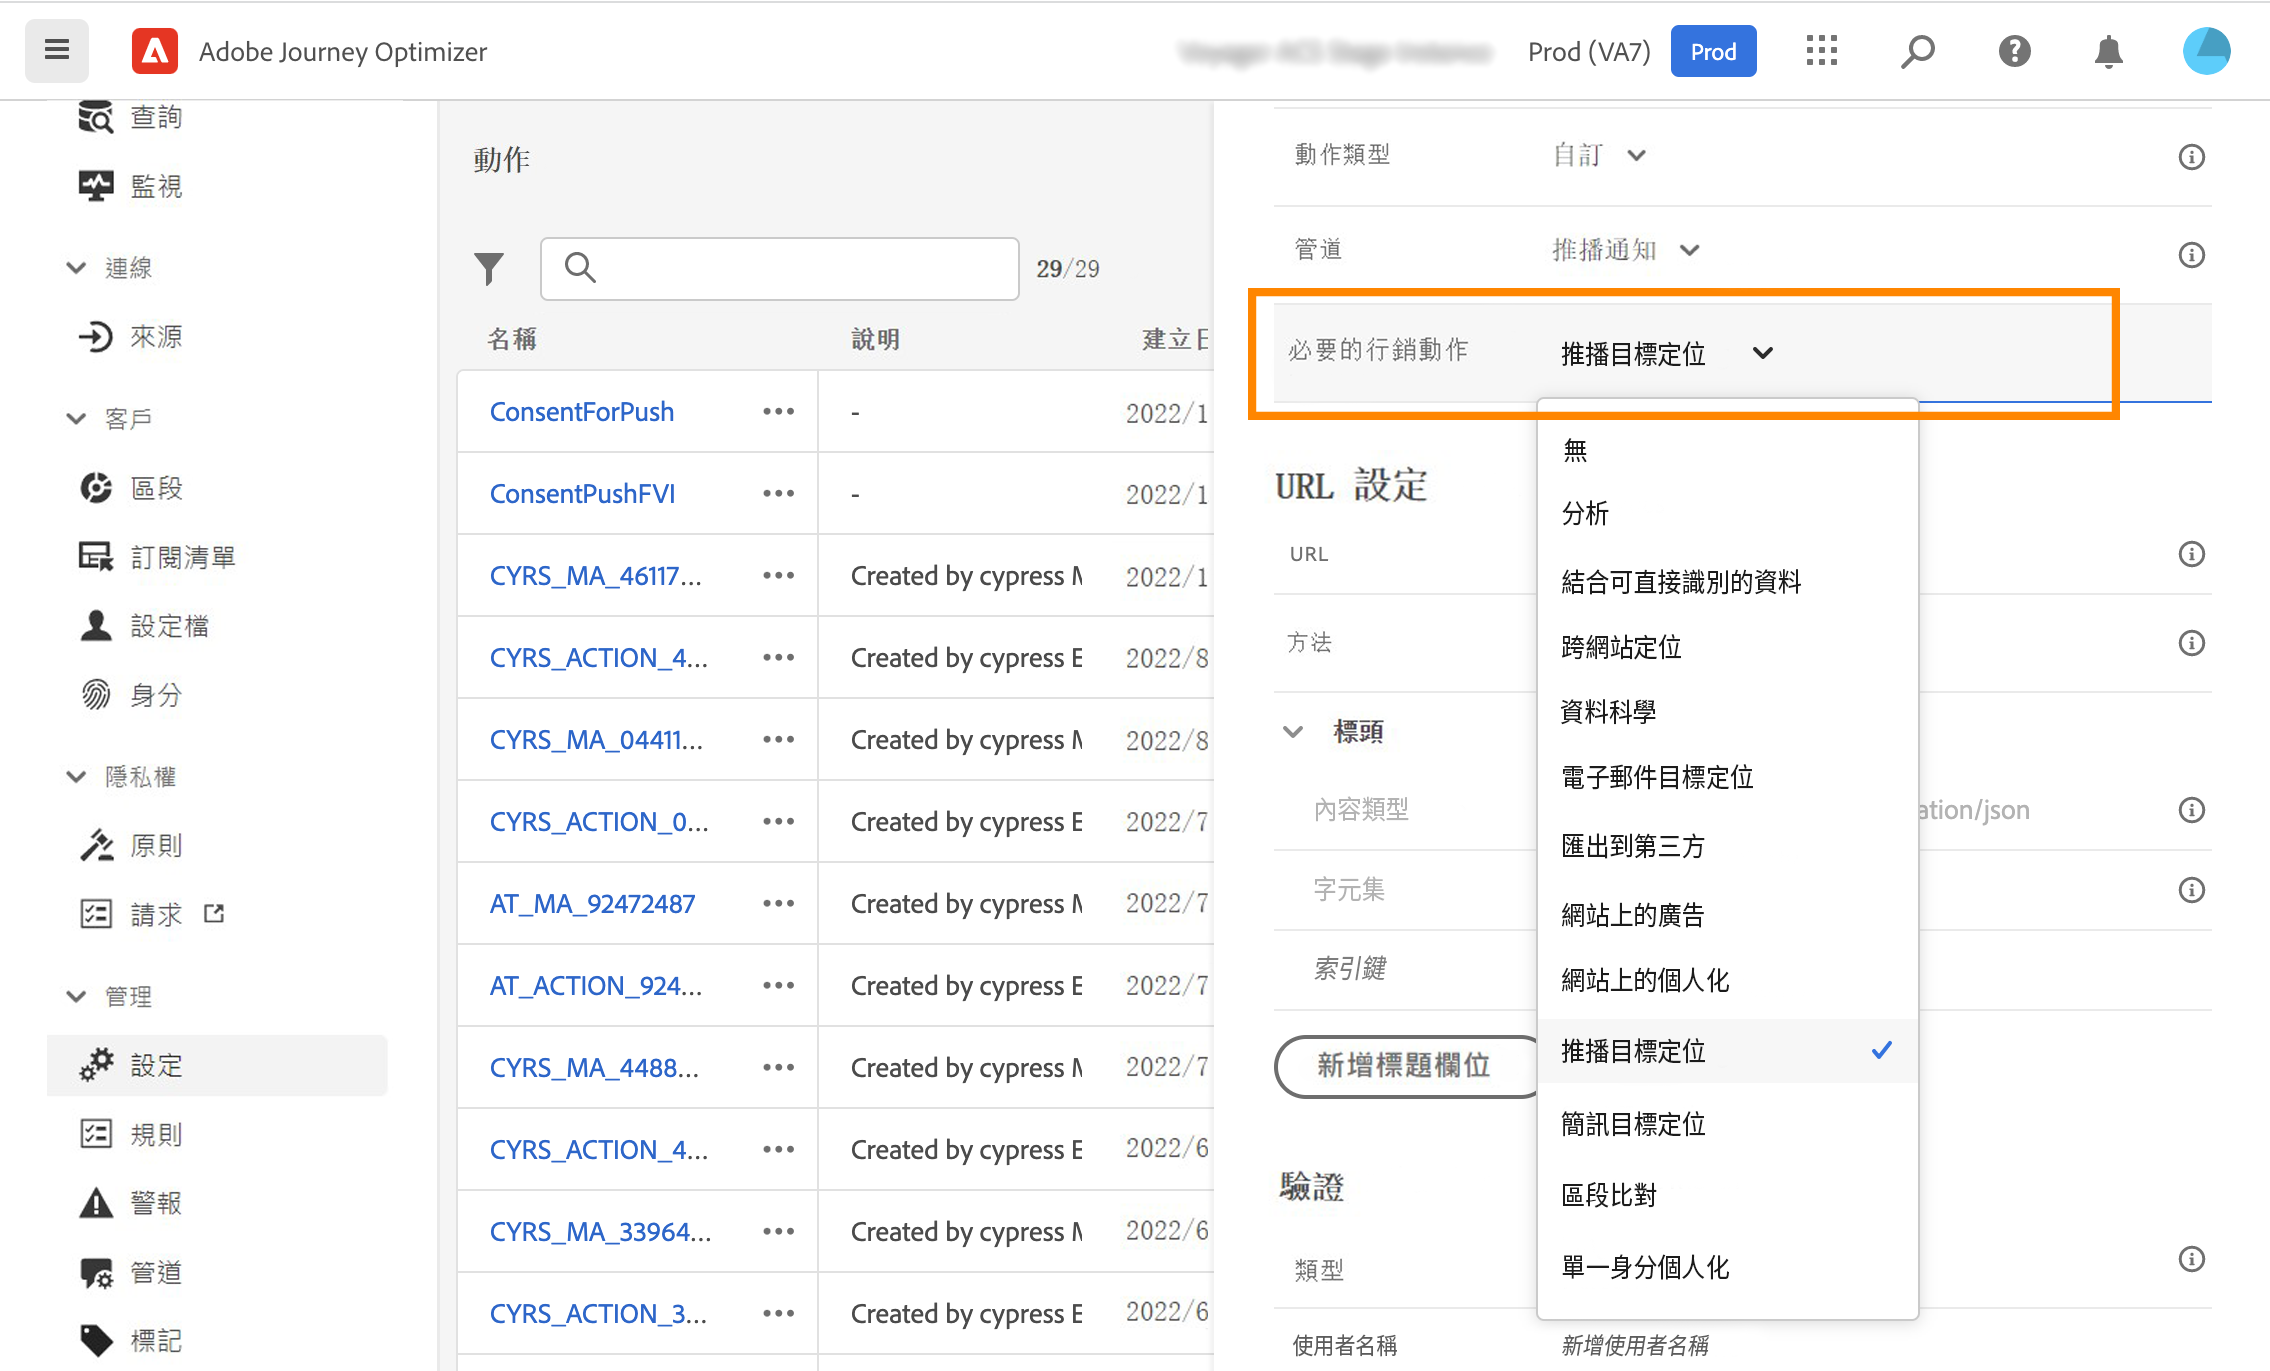 Adobe Journey Optimizer
Prod (VA7)
Prod
查詢
監視
連線
來源
客戶
區段
訂閱清單
設定檔
身分
隱私權
原則
請求
管理
設定
規則
警報
管道
標記
動作
29/29
名稱 說明 建立日
ConsentForPush ••• - 2022/1
ConsentPushFVI ••• - 2022/1
CYRS_MA_46117... ••• Created by cypress M 2022/1
CYRS_ACTION_4... ••• Created by cypress E 2022/8
CYRS_MA_04411... ••• Created by cypress M 2022/8
CYRS_ACTION_0... ••• Created by cypress E 2022/7
AT_MA_92472487 ••• Created by cypress M 2022/7
AT_ACTION_924... ••• Created by cypress E 2022/7
CYRS_MA_4488... ••• Created by cypress M 2022/7
CYRS_ACTION_4... ••• Created by cypress E 2022/6
CYRS_MA_33964... ••• Created by cypress M 2022/6
CYRS_ACTION_3... ••• Created by cypress E 2022/6
動作類型 自訂
管道 推播通知
必要的行銷動作 推播目標定位
無
分析
結合可直接識別的資料
跨網站定位
資料科學
電子郵件目標定位
匯出到第三方
網站上的廣告
網站上的個人化
推播目標定位
簡訊目標定位
區段比對
單一身分個人化
URL 設定
URL
方法
標頭
內容類型 ation/json
字元集
索引鍵
新增標題欄位
驗證
類型
使用者名稱 新增使用者名稱